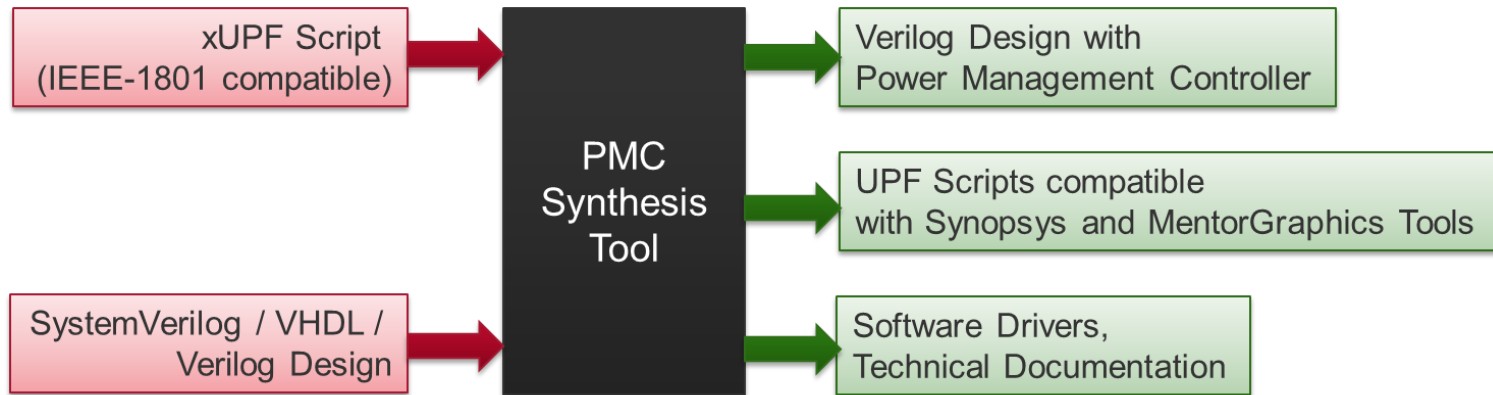 xUPF Script
(IEEE-1801 compatible)
SystemVerilog / VHDL /
Verilog Design
PMC
Synthesis
Tool
Verilog Design with
Power Management Controller
UPF Scripts compatible
with Synopsys and MentorGraphics Tools
Software Drivers,
Technical Documentation